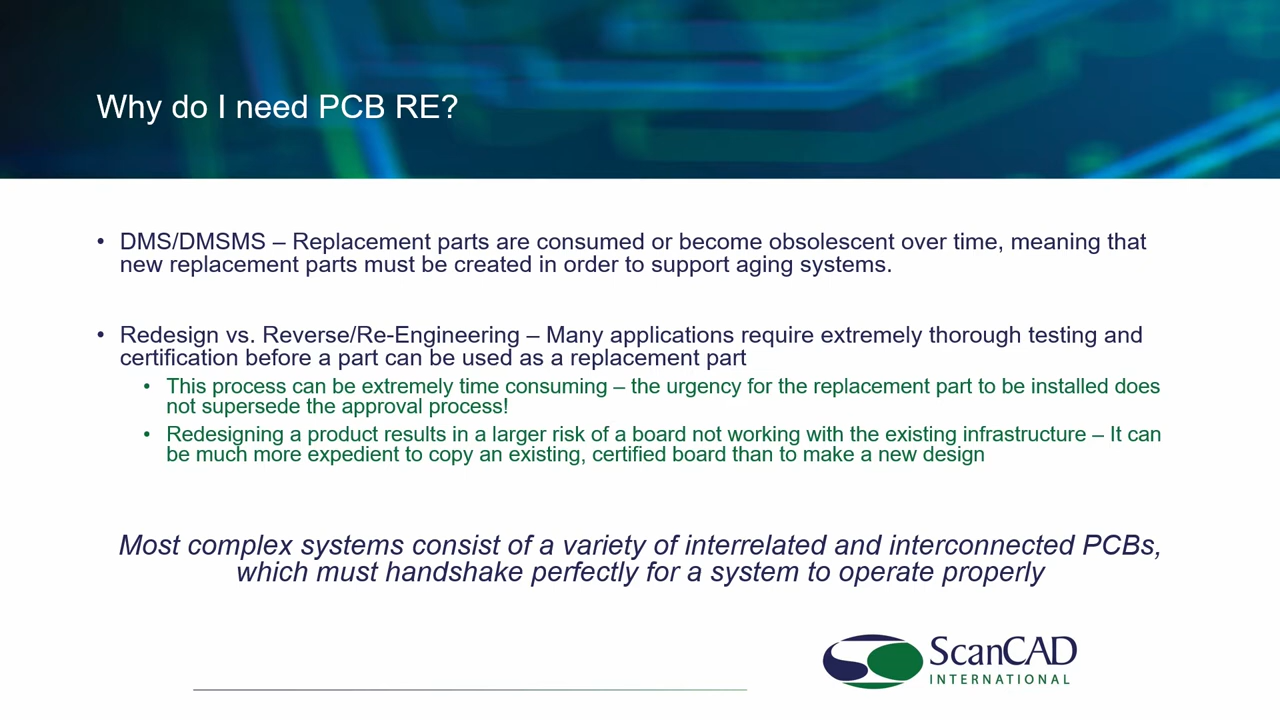 Why do I need PCB RE?
• DMS/DMSMS – Replacement parts are consumed or become obsolescent over time, meaning that
new replacement parts must be created in order to support aging systems.
• Redesign vs. Reverse/Re-Engineering – Many applications require extremely thorough testing and
certification before a part can be used as a replacement part
• This process can be extremely time consuming – the urgency for the replacement part to be installed does
not supersede the approval process!
• Redesigning a product results in a larger risk of a board not working with the existing infrastructure – It can
be much more expedient to copy an existing, certified board than to make a new design
Most complex systems consist of a variety of interrelated and interconnected PCBs,
which must handshake perfectly for a system to operate properly
ScanCAD
INTERNATIONAL